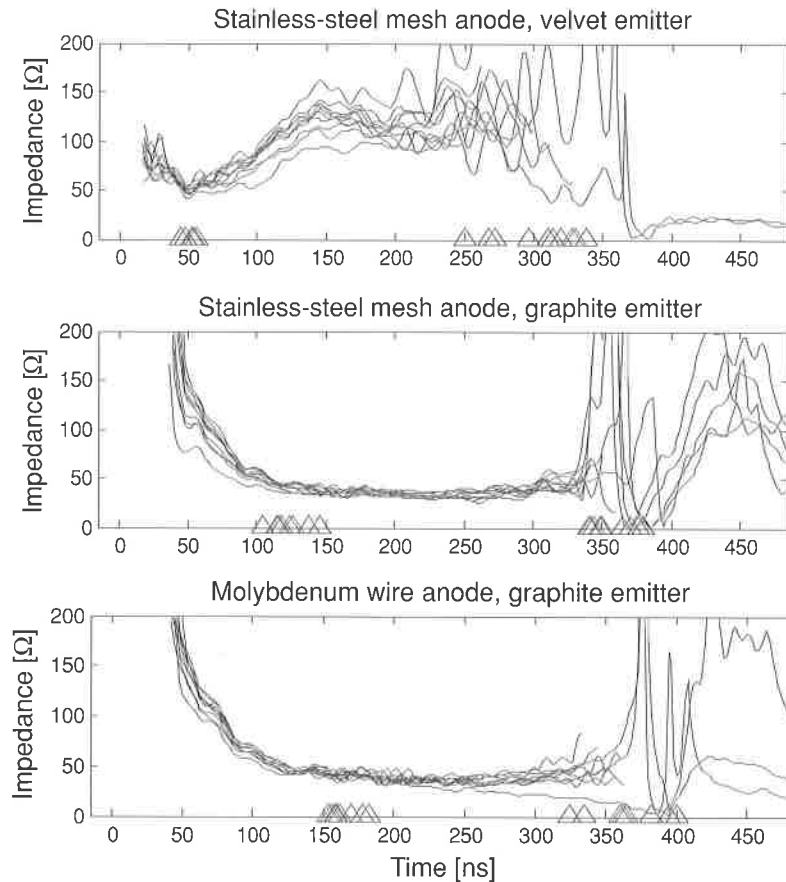 Stainless-steel mesh anode, velvet emitter
200
150
100
50
0
Impedance [Ω]
0 50 100 150 200 250 300 350 400 450
Stainless-steel mesh anode, graphite emitter
200
150
100
50
0
Impedance [Ω]
0 50 100 150 200 250 300 350 400 450
Molybdenum wire anode, graphite emitter
200
150
100
50
0
Impedance [Ω]
0 50 100 150 200 250 300 350 400 450
Time [ns]